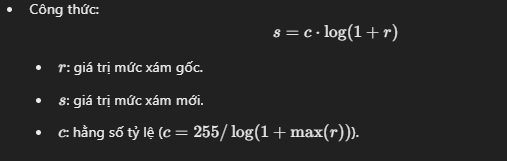 • Công thức:
s = c · log(1 + r)
• r: giá trị mức xám gốc.
• s: giá trị mức xám mới.
• c: hằng số tỷ lệ (c = 255/ log(1 + max(r))).